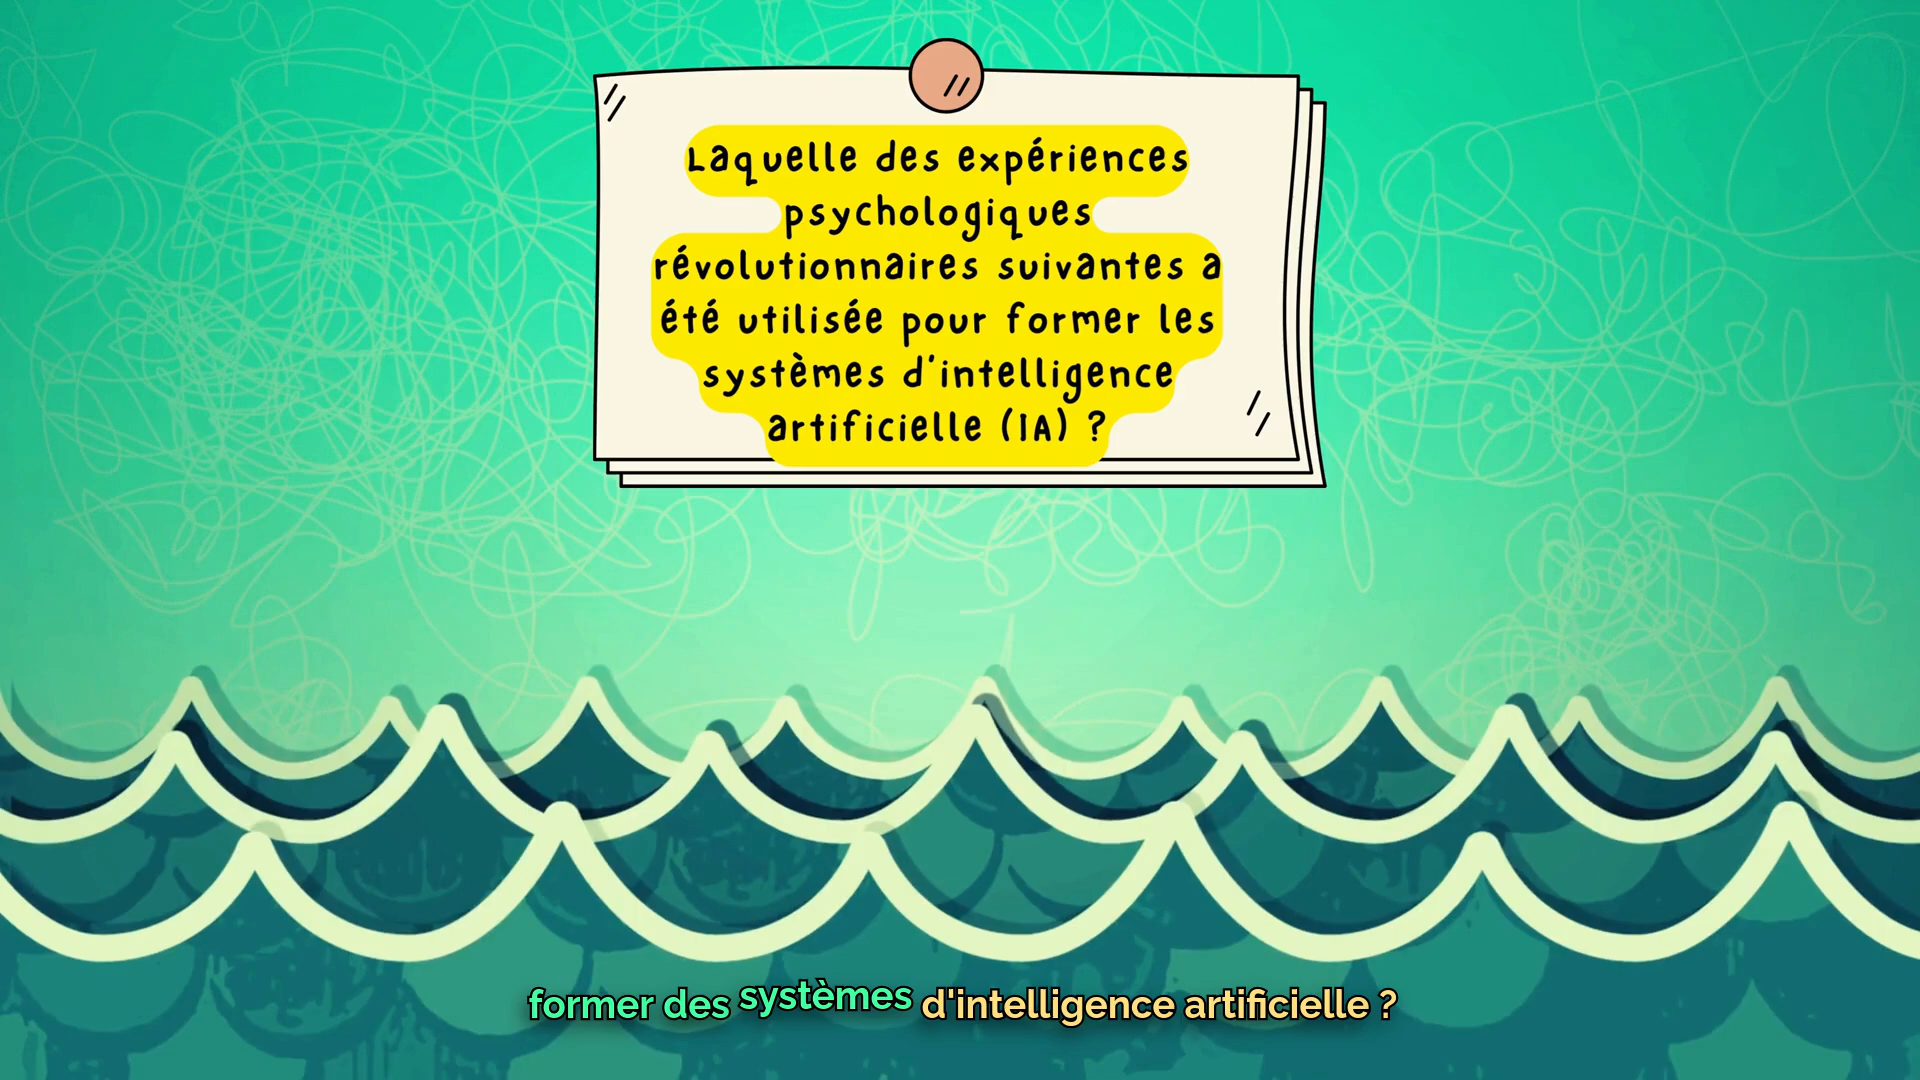 Laquelle des expériences
psychologiques
révolutionnaires suivantes a
été utilisée pour former les
systèmes d'intelligence
artificielle (IA) ?
former des systèmes d'intelligence artificielle ?